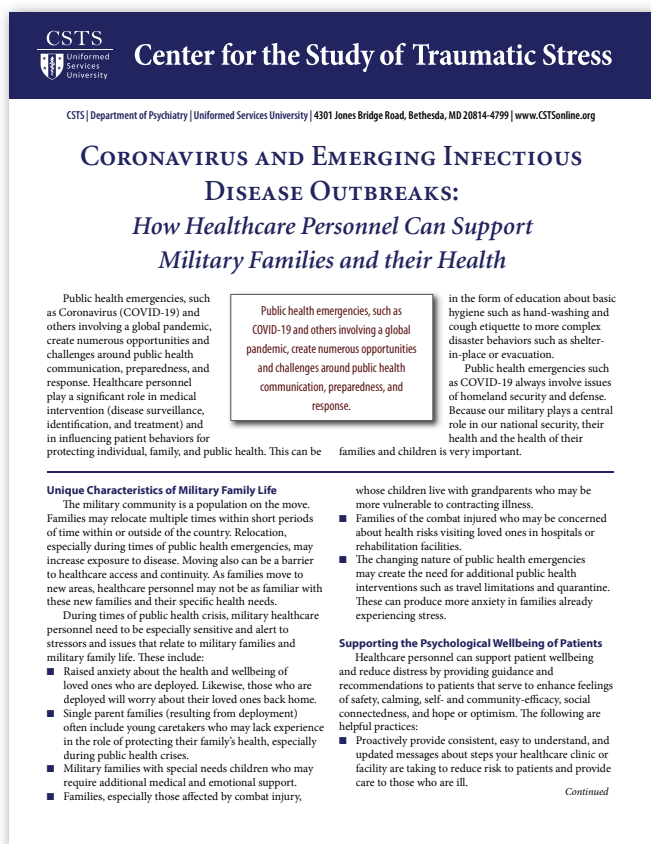 CSTS
Uniformed
Services
University
Center for the Study of Traumatic Stress
CSTS | Department of Psychiatry | Uniformed Services University | 4301 Jones Bridge Road, Bethesda, MD 20814-4799 | www.CSTSonline.org
Coronavirus and Emerging Infectious
Disease Outbreaks:
How Healthcare Personnel Can Support
Military Families and their Health
Public health emergencies, such
as Coronavirus (COVID-19) and
others involving a global pandemic,
create numerous opportunities and
challenges around public health
communication, preparedness, and
response. Healthcare personnel
play a significant role in medical
intervention (disease surveillance,
identification, and treatment) and
in influencing patient behaviors for
protecting individual, family, and public health. This can be
Public health emergencies, such as
COVID-19 and others involving a global
pandemic, create numerous opportunities
and challenges around public health
communication, preparedness, and
response.
in the form of education about basic
hygiene such as hand-washing and
cough etiquette to more complex
disaster behaviors such as shelter-
in-place or evacuation.
Public health emergencies such
as COVID-19 always involve issues
of homeland security and defense.
Because our military plays a central
role in our national security, their
health and the health of their
families and children is very important.
Unique Characteristics of Military Family Life
The military community is a population on the move.
Families may relocate multiple times within short periods
of time within or outside of the country. Relocation,
especially during times of public health emergencies, may
increase exposure to disease. Moving also can be a barrier
to healthcare access and continuity. As families move to
new areas, healthcare personnel may not be as familiar with
these new families and their specific health needs.
During times of public health crisis, military healthcare
personnel need to be especially sensitive and alert to
stressors and issues that relate to military families and
military family life. These include:
■ Raised anxiety about the health and wellbeing of
loved ones who are deployed. Likewise, those who are
deployed will worry about their loved ones back home.
■ Single parent families (resulting from deployment)
often include young caretakers who may lack experience
in the role of protecting their family's health, especially
during public health crises.
■ Military families with special needs children who may
require additional medical and emotional support.
■ Families, especially those affected by combat injury,
whose children live with grandparents who may be
more vulnerable to contracting illness.
■ Families of the combat injured who may be concerned
about health risks visiting loved ones in hospitals or
rehabilitation facilities.
■ The changing nature of public health emergencies
may create the need for additional public health
interventions such as travel limitations and quarantine.
These can produce more anxiety in families already
experiencing stress.
Supporting the Psychological Wellbeing of Patients
Healthcare personnel can support patient wellbeing
and reduce distress by providing guidance and
recommendations to patients that serve to enhance feelings
of safety, calming, self- and community-efficacy, social
connectedness, and hope or optimism. The following are
helpful practices:
■ Proactively provide consistent, easy to understand, and
updated messages about steps your healthcare clinic or
facility are taking to reduce risk to patients and provide
care to those who are ill.
Continued